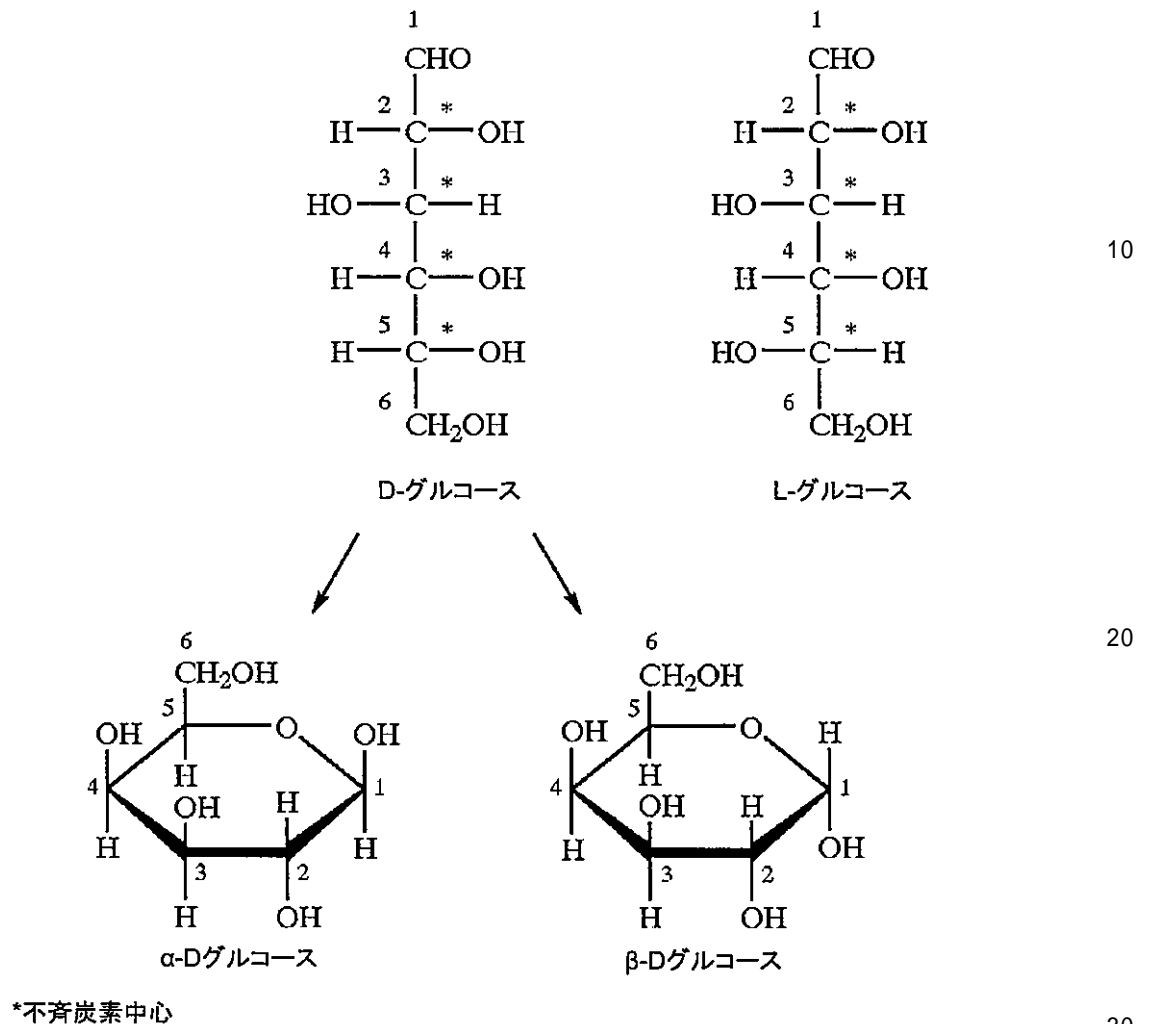 1 1
CHO CHO
2 * 2 *
H C OH H C OH
3 * 3 *
HO C H HO C H
4 * 4 * 10
H C OH H C OH
5 * 5 *
H C OH HO C H
6 6
CH₂OH CH₂OH
D-グルコース L-グルコース
6 6 20
CH₂OH CH₂OH
5 O 5 O
OH OH OH H
4 H 1 4 H 1
OH H OH H
H H H OH
3 2 3 2
H OH H OH
α-Dグルコース β-Dグルコース
*不斉炭素中心